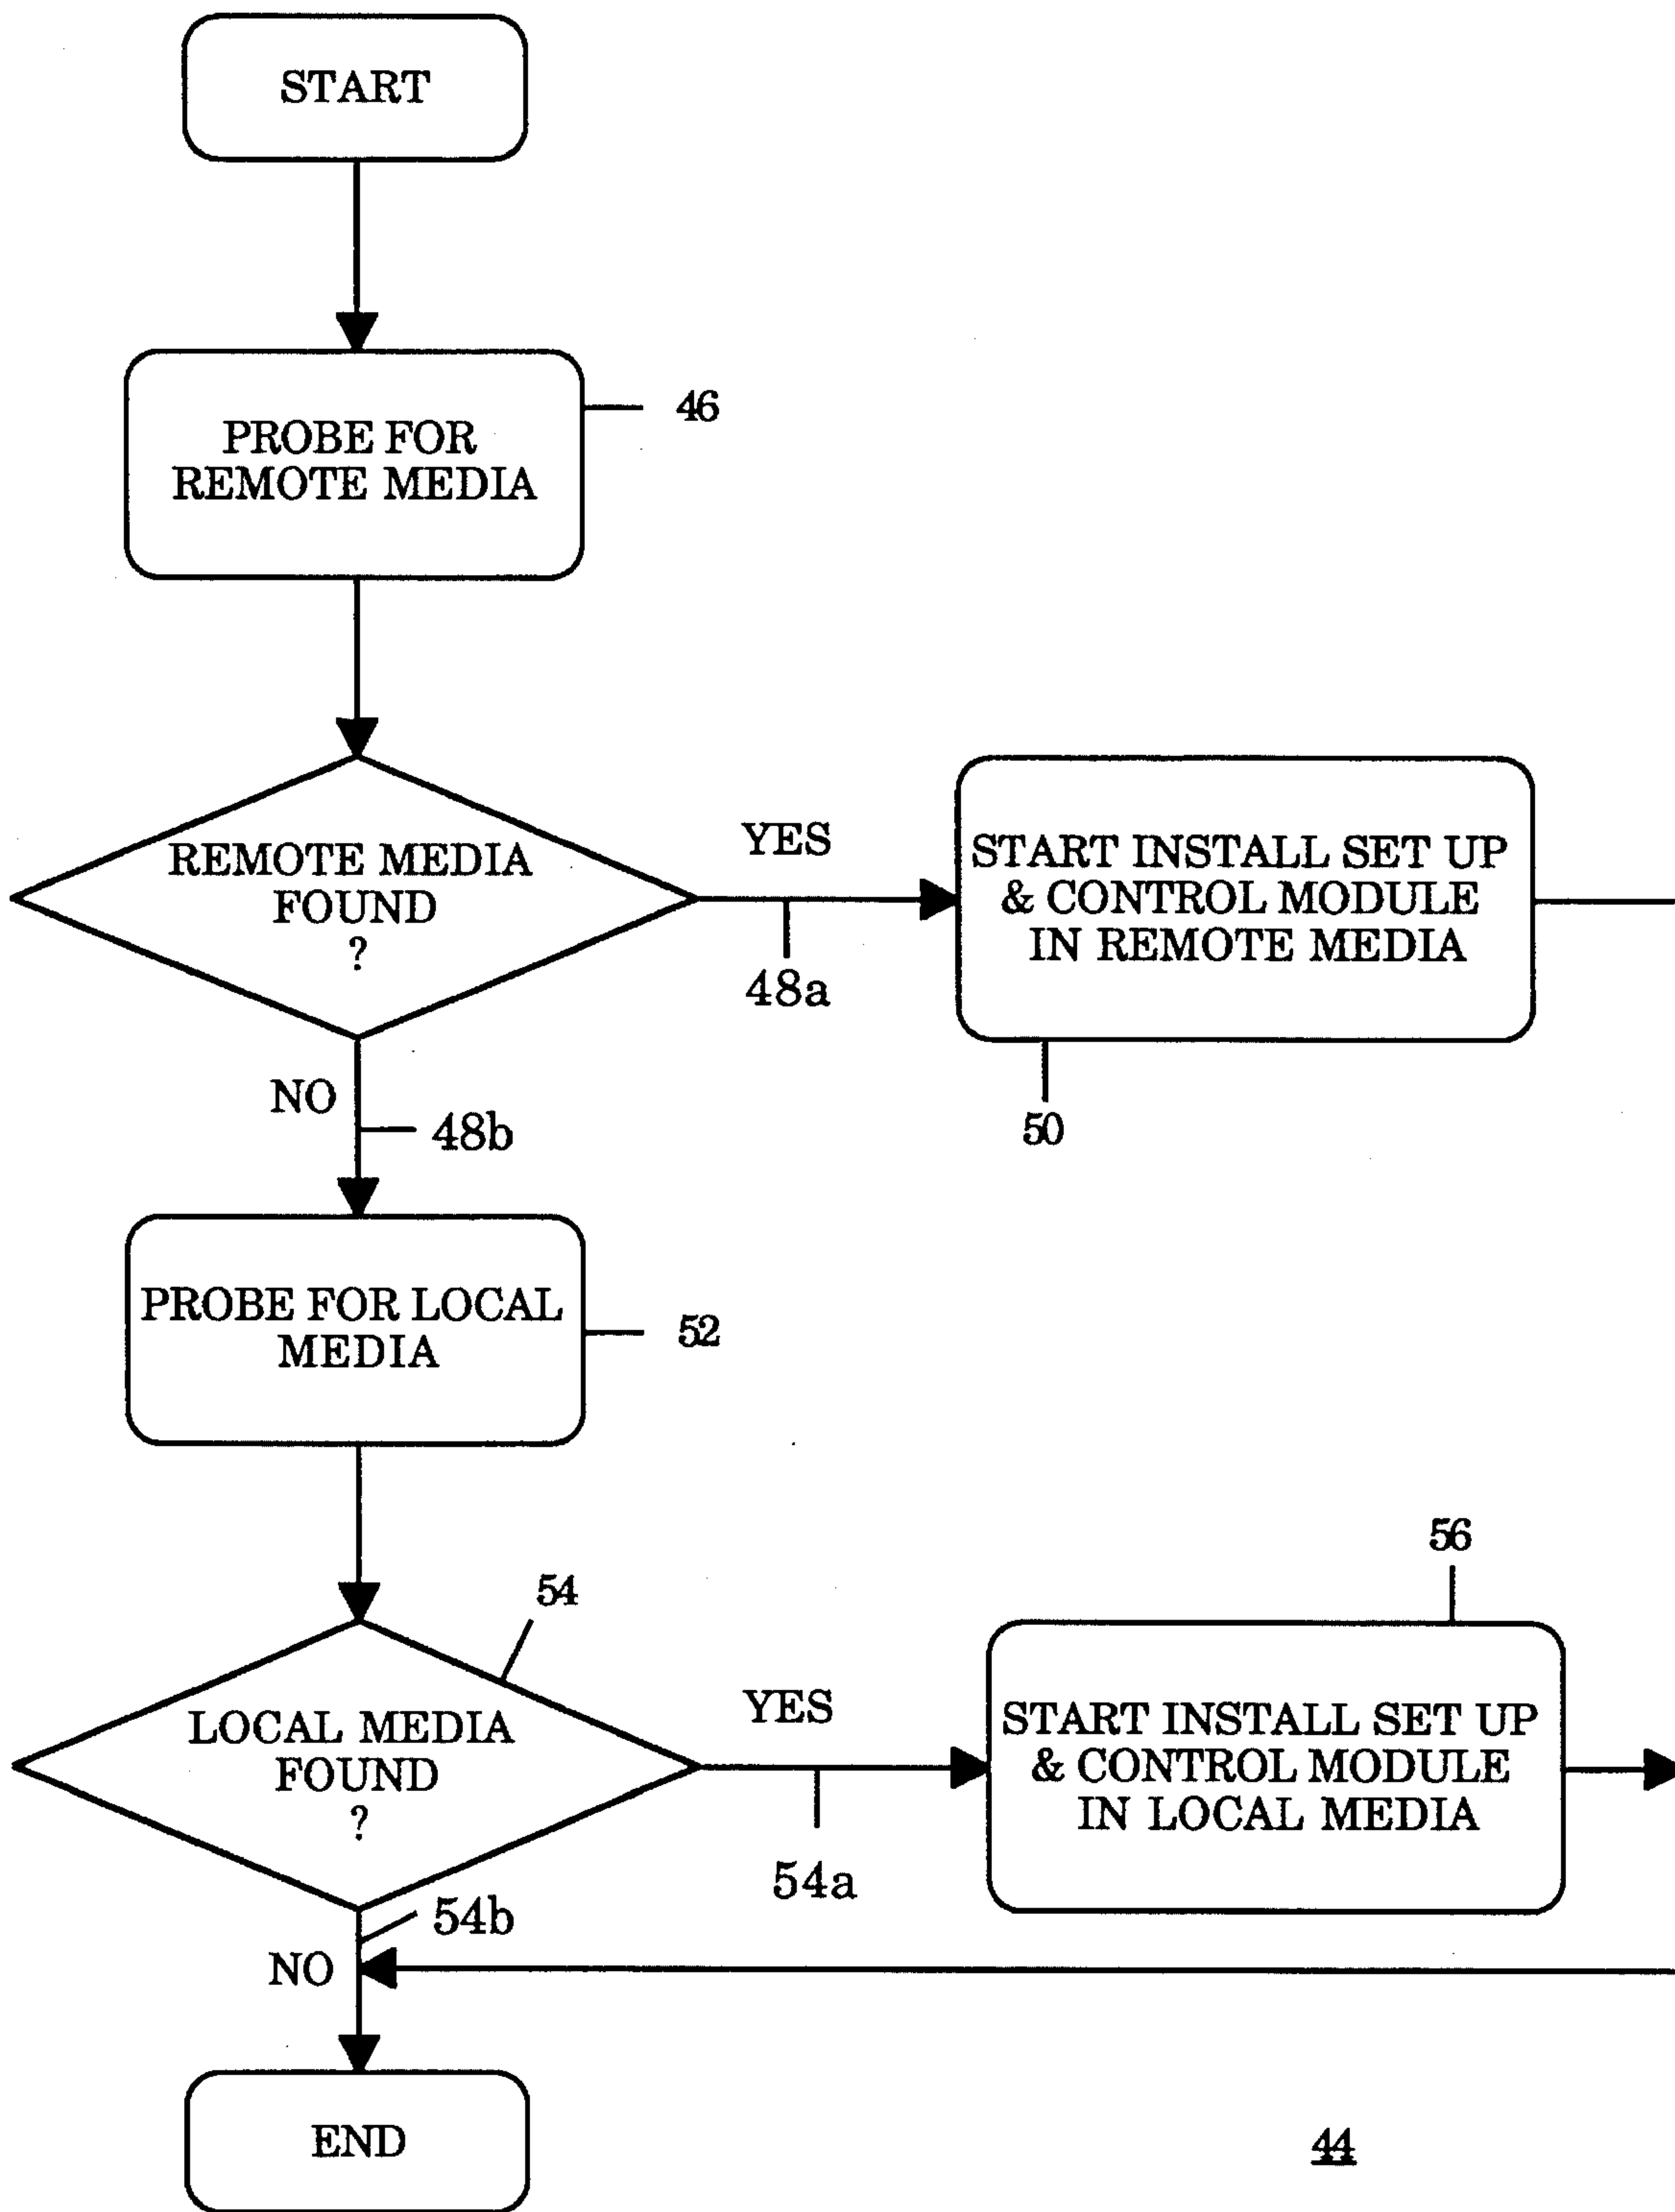 START
PROBE FOR
REMOTE MEDIA
46
REMOTE MEDIA
FOUND
?
YES
48a
START INSTALL SET UP
& CONTROL MODULE
IN REMOTE MEDIA
50
NO
48b
PROBE FOR LOCAL
MEDIA
52
54
LOCAL MEDIA
FOUND
?
YES
54a
56
START INSTALL SET UP
& CONTROL MODULE
IN LOCAL MEDIA
54b
NO
END
44